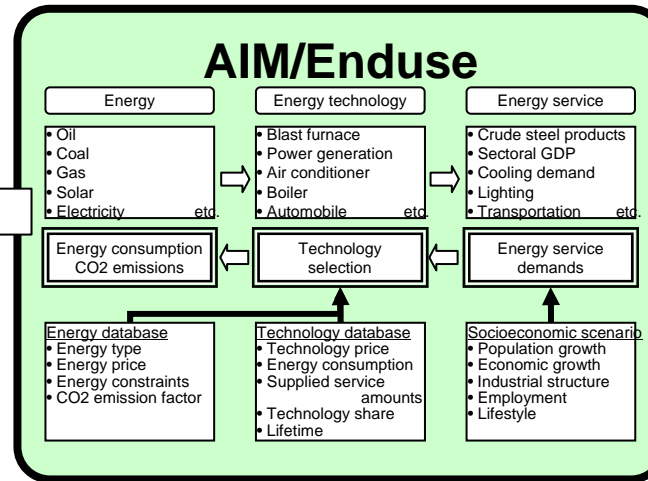 AIM/Enduse
Energy
Energy technology
Energy service
• Oil
• Coal
• Gas
• Solar
• Electricity etc.
• Blast furnace
• Power generation
• Air conditioner
• Boiler
• Automobile etc.
• Crude steel products
• Sectoral GDP
• Cooling demand
• Lighting
• Transportation etc.
Energy consumption
CO2 emissions
Technology
selection
Energy service
demands
Energy database
• Energy type
• Energy price
• Energy constraints
• CO2 emission factor
Technology database
• Technology price
• Energy consumption
• Supplied service
amounts
• Technology share
• Lifetime
Socioeconomic scenario
• Population growth
• Economic growth
• Industrial structure
• Employment
• Lifestyle